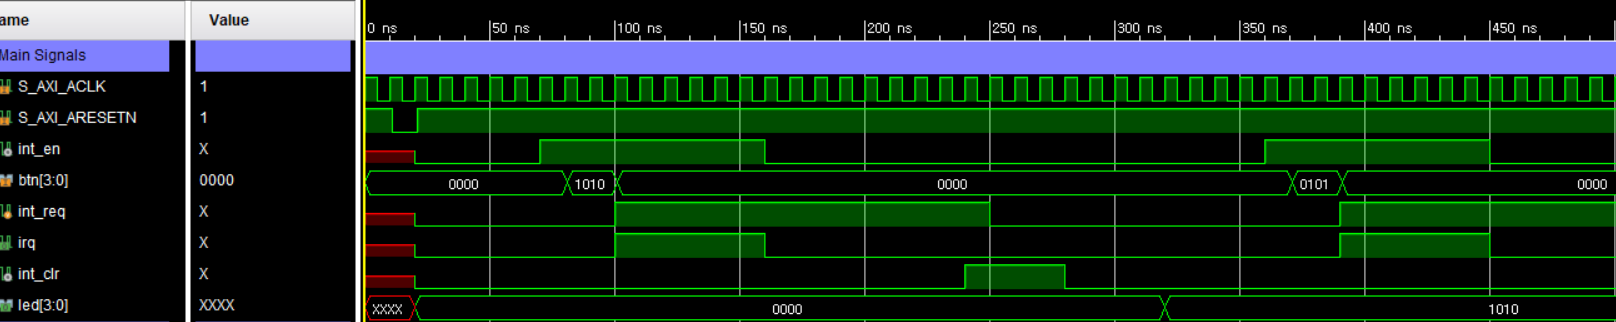 ame Value
0 ns 50 ns 100 ns 150 ns 200 ns 250 ns 300 ns 350 ns 400 ns 450 ns
Main Signals
S_AXI_ACLK 1
S_AXI_ARESETN 1
int_en X
btn[3:0] 0000 0000 1010 0000 0101 0000
int_req X
irq X
int_clr X
led[3:0] XXXX XXXX 0000 1010